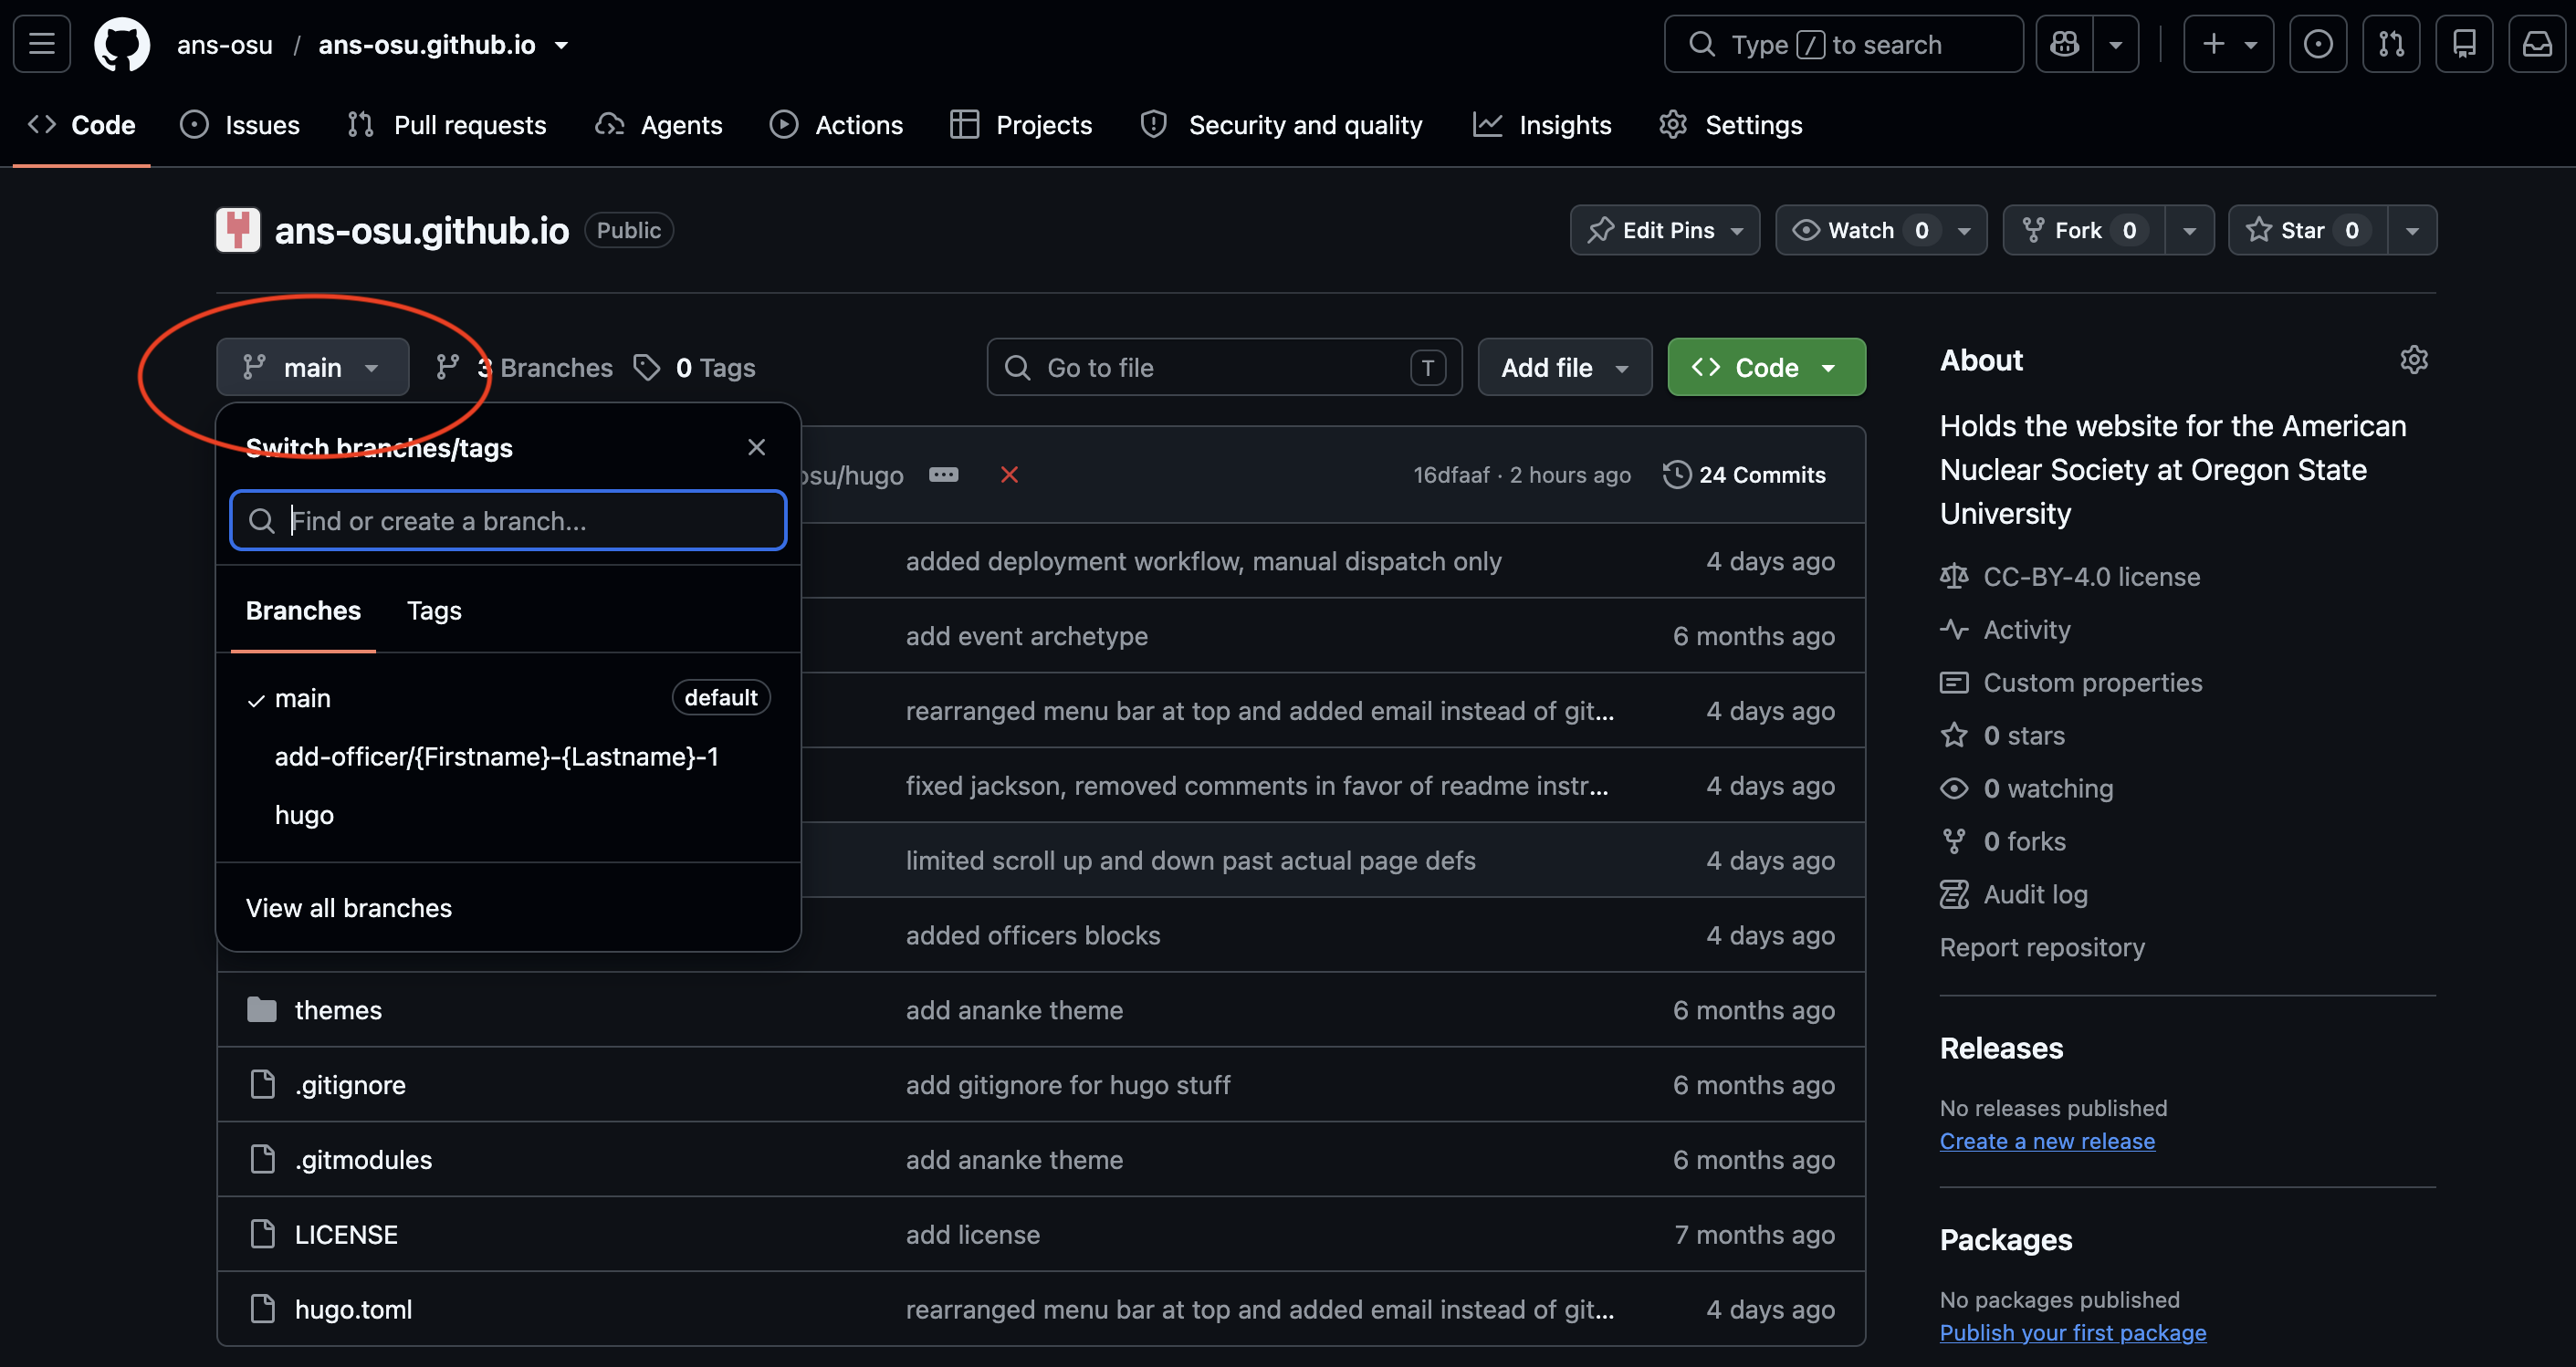 ans-osu / ans-osu.github.io
Type / to search
Code
Issues
Pull requests
Agents
Actions
Projects
Security and quality
Insights
Settings
ans-osu.github.io Public
Edit Pins
Watch 0
Fork 0
Star 0
main
3 Branches
0 Tags
Go to file T
Add file
Code
Switch branches/tags
Find or create a branch...
Branches
Tags
main default
add-officer/{Firstname}-{Lastname}-1
hugo
View all branches
osu/hugo
16dfaaf · 2 hours ago
24 Commits
added deployment workflow, manual dispatch only 4 days ago
add event archetype 6 months ago
rearranged menu bar at top and added email instead of git... 4 days ago
fixed jackson, removed comments in favor of readme instr... 4 days ago
limited scroll up and down past actual page defs 4 days ago
added officers blocks 4 days ago
themes add ananke theme 6 months ago
.gitignore add gitignore for hugo stuff 6 months ago
.gitmodules add ananke theme 6 months ago
LICENSE add license 7 months ago
hugo.toml rearranged menu bar at top and added email instead of git... 4 days ago
About
Holds the website for the American
Nuclear Society at Oregon State
University
CC-BY-4.0 license
Activity
Custom properties
0 stars
0 watching
0 forks
Audit log
Report repository
Releases
No releases published
Create a new release
Packages
No packages published
Publish your first package